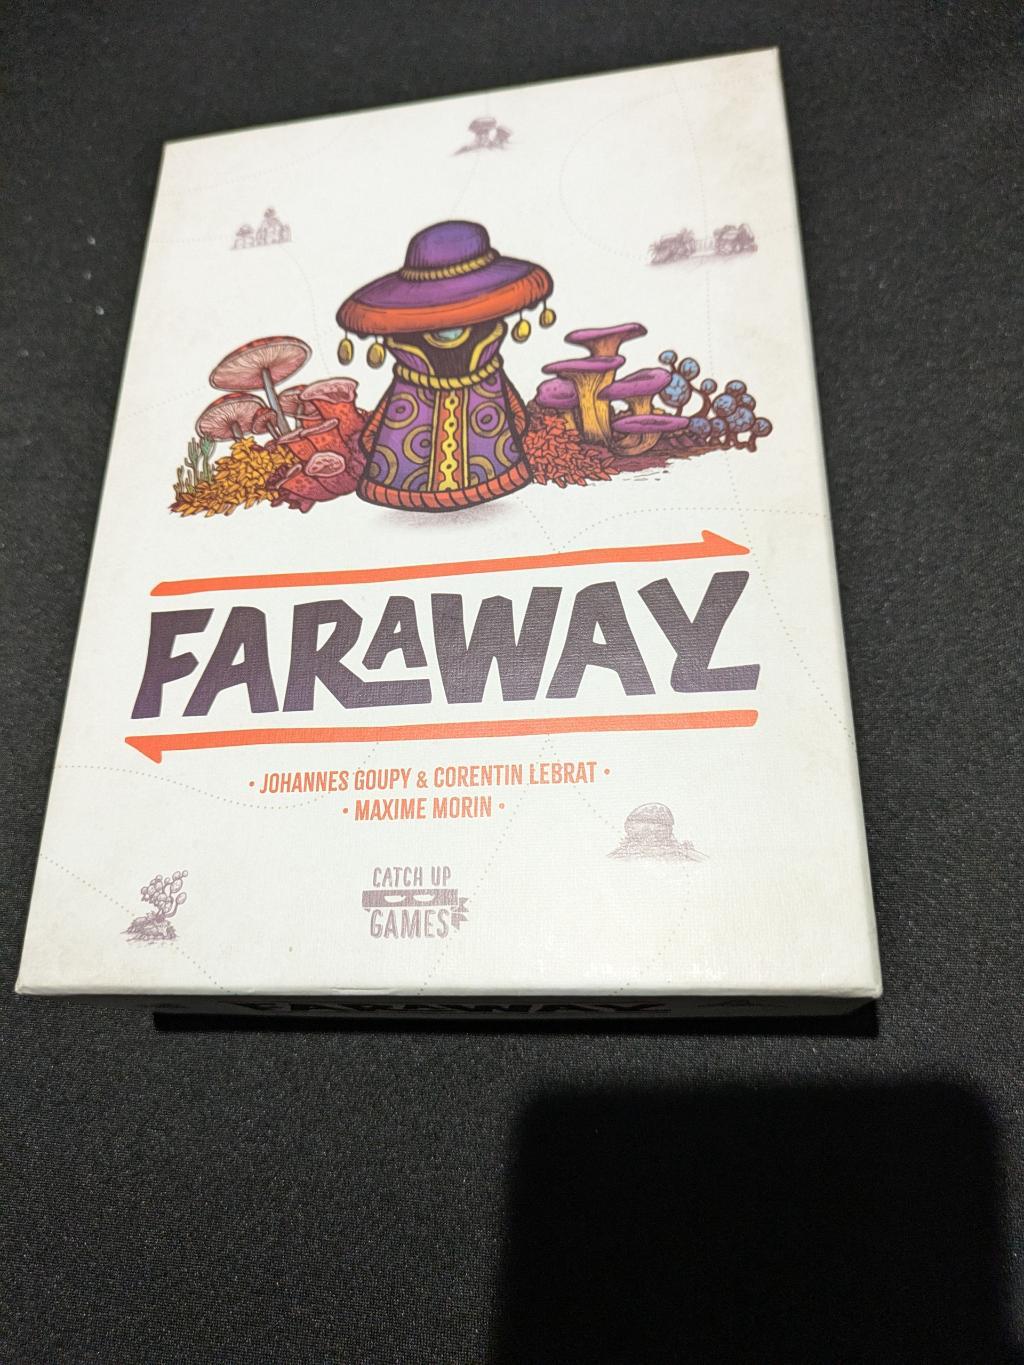 FARAWAY
• JOHANNES GOUPY & CORENTIN LEBRAT •
• MAXIME MORIN •
CATCH UP
GAMES
FARAWAY